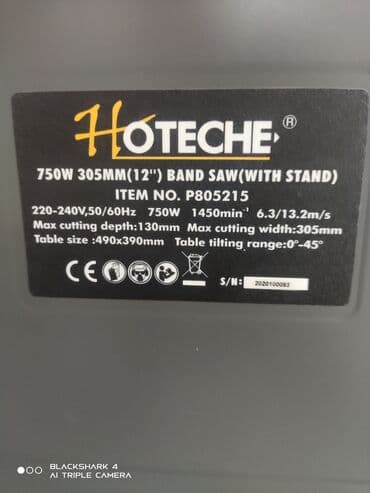 HOTECHE®
750W 305MM(12") BAND SAW(WITH STAND)
ITEM NO. P805215
220-240V,50/60Hz 750W 1450min⁻¹ 6.3/13.2m/s
Max cutting depth:130mm Max cutting width:305mm
Table size :490x390mm Table tilting range:0°-45°
CE
S/N: 2020100083
BLACKSHARK 4
AI TRIPLE CAMERA